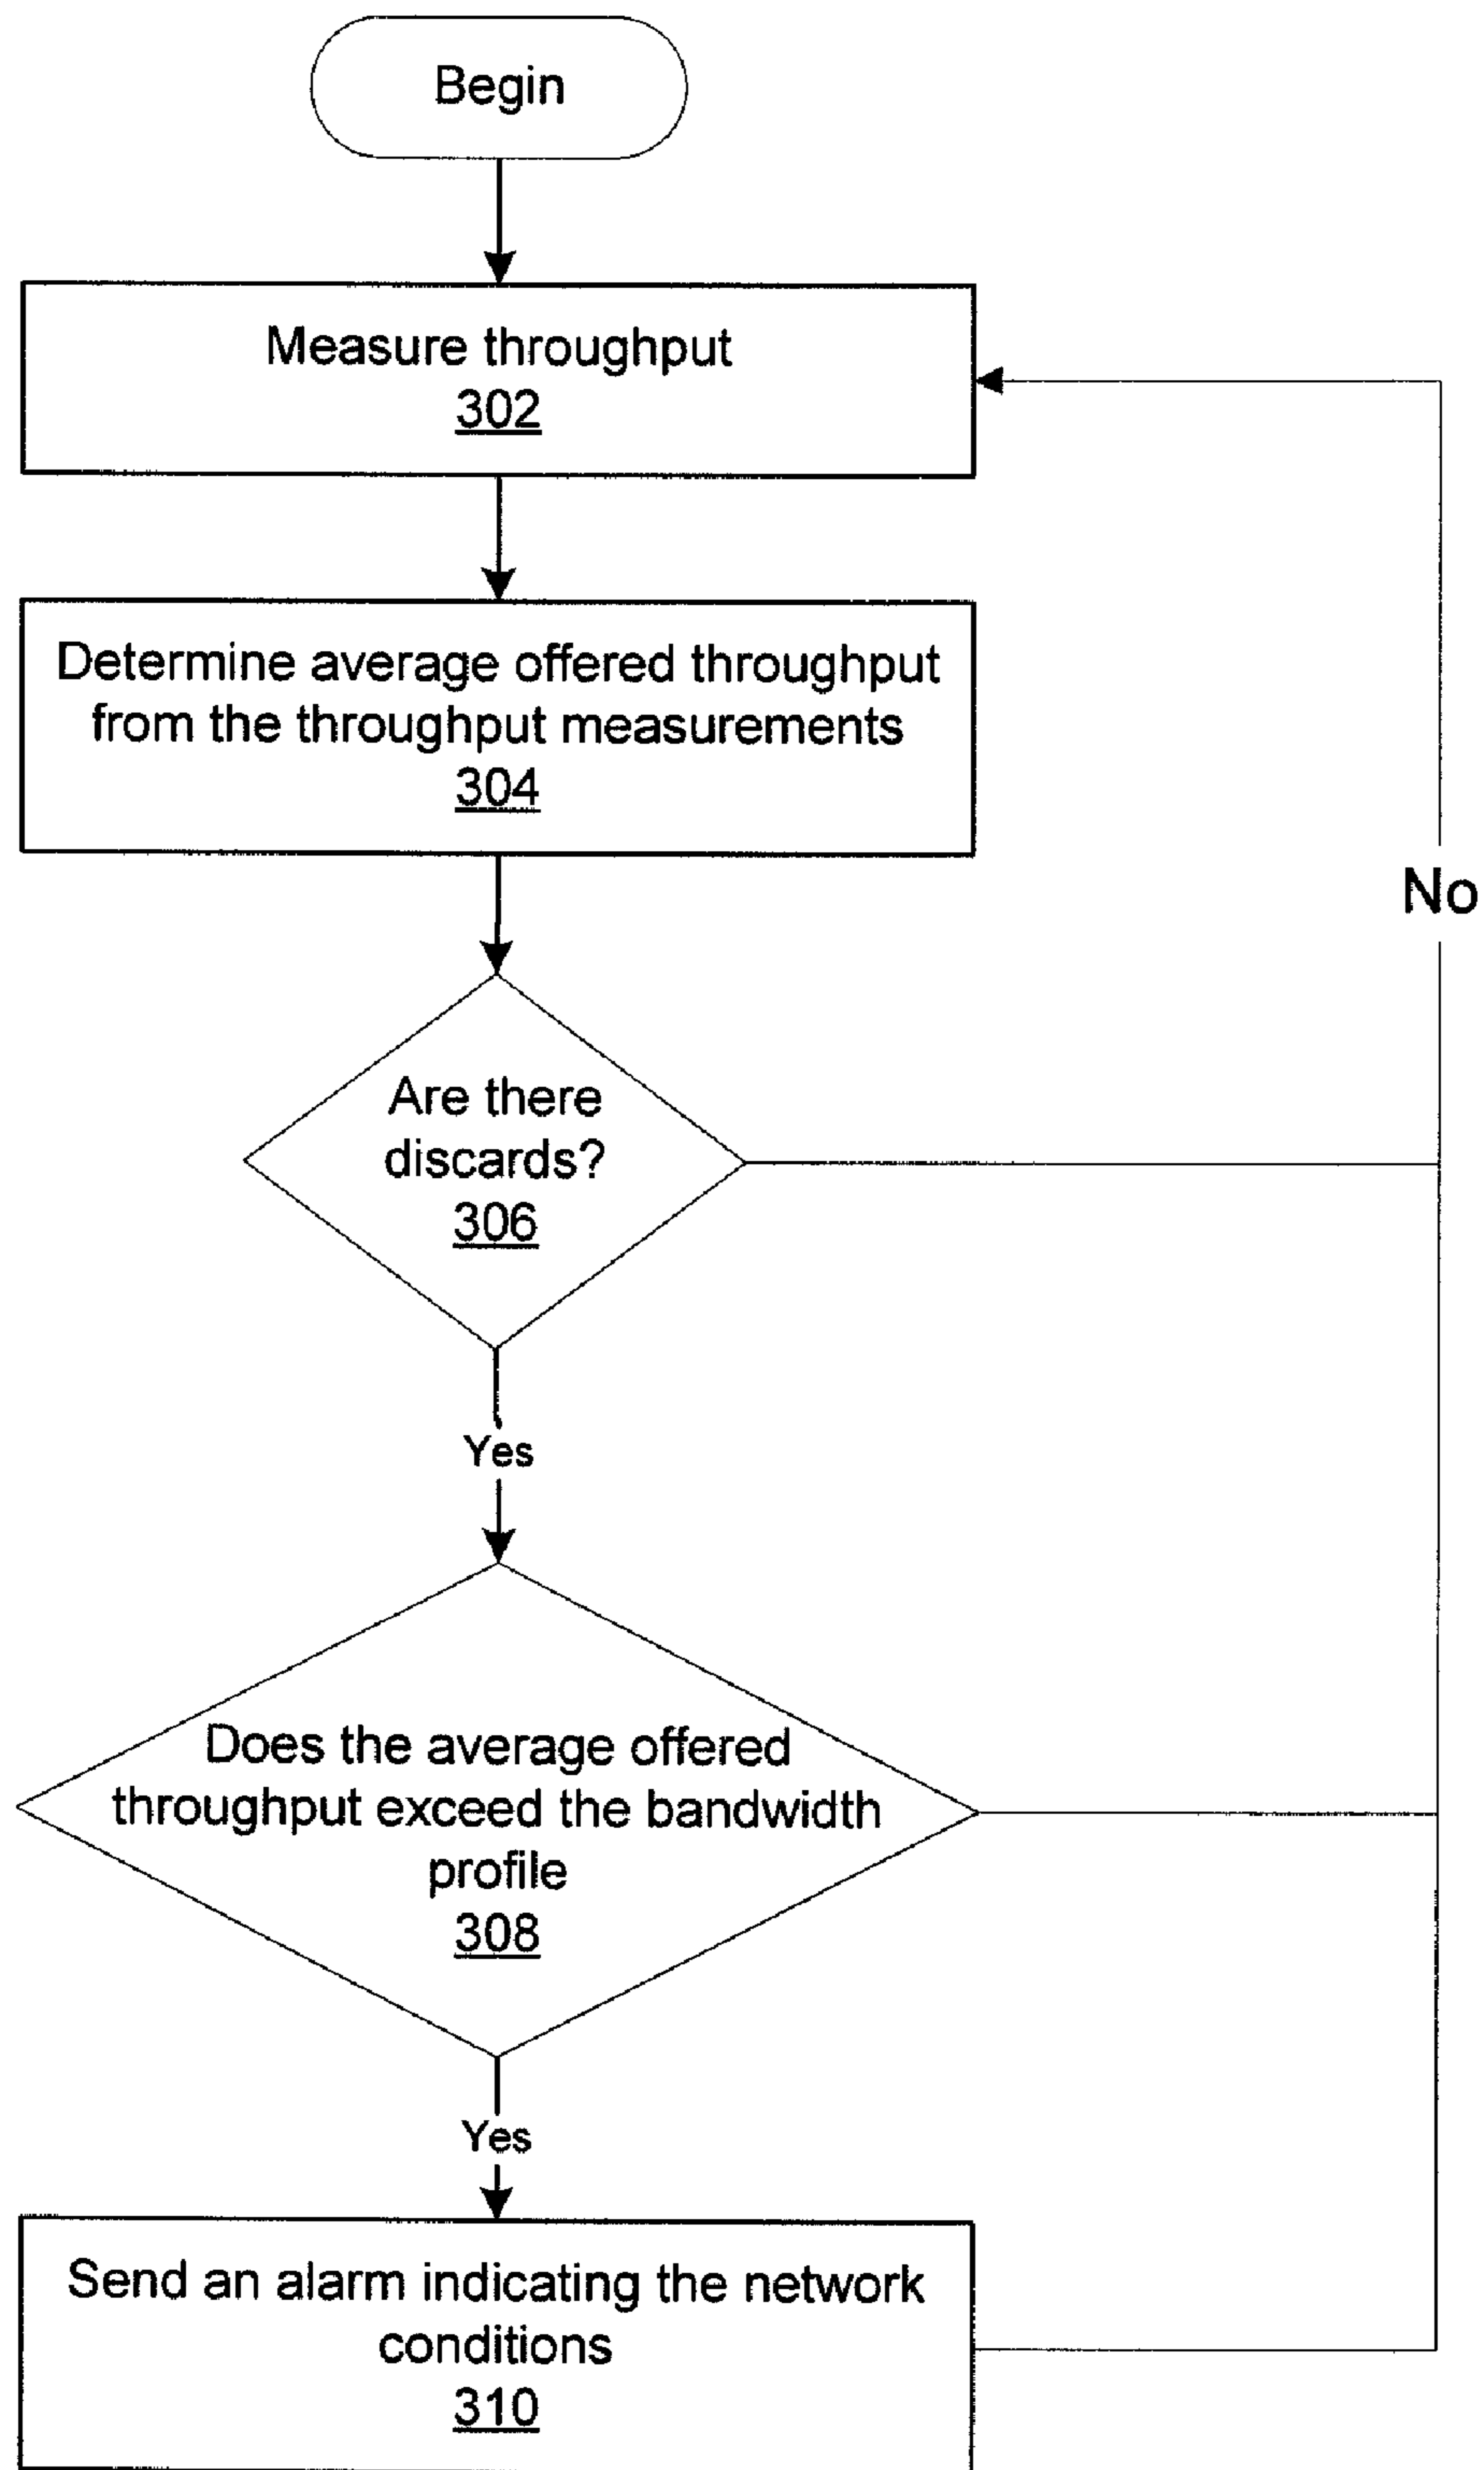 Begin
Measure throughput
302
Determine average offered throughput
from the throughput measurements
304
No
Are there
discards?
306
Yes
Does the average offered
throughput exceed the bandwidth
profile
308
Yes
Send an alarm indicating the network
conditions
310